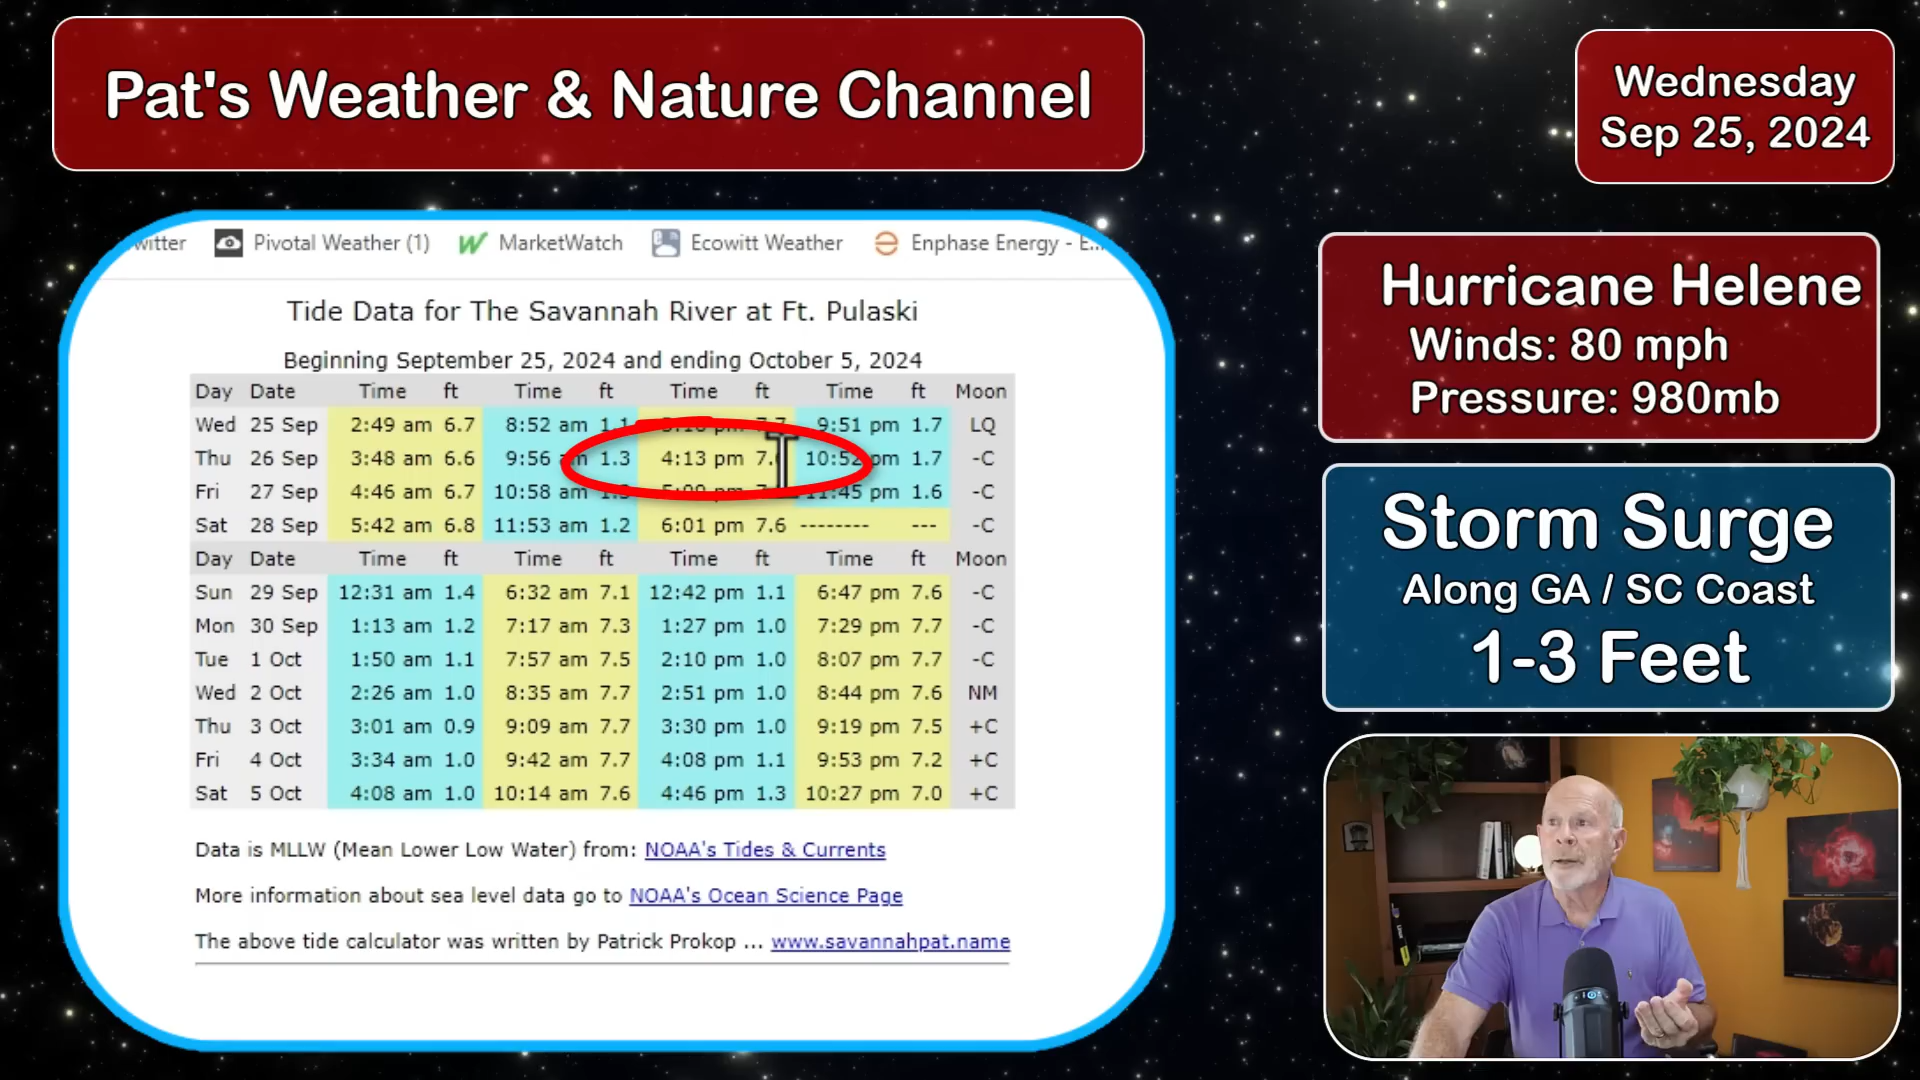 Pat's Weather & Nature Channel
Wednesday
Sep 25, 2024
Pivotal Weather (1) MarketWatch Ecowitt Weather Enphase Energy - E...
Tide Data for The Savannah River at Ft. Pulaski
Beginning September 25, 2024 and ending October 5, 2024
Day Date Time ft Time ft Time ft Time ft Moon
Wed 25 Sep 2:49 am 6.7 8:52 am 1.1 pm 7.7 9:51 pm 1.7 LQ
Thu 26 Sep 3:48 am 6.6 9:56 am 1.3 4:13 pm 10:52 pm 1.7 -C
Fri 27 Sep 4:46 am 6.7 10:58 am pm 11:45 pm 1.6 -C
Sat 28 Sep 5:42 am 6.8 11:53 am 1.2 6:01 pm 7.6 -------- --- -C
Day Date Time ft Time ft Time ft Time ft Moon
Sun 29 Sep 12:31 am 1.4 6:32 am 7.1 12:42 pm 1.1 6:47 pm 7.6 -C
Mon 30 Sep 1:13 am 1.2 7:17 am 7.3 1:27 pm 1.0 7:29 pm 7.7 -C
Tue 1 Oct 1:50 am 1.1 7:57 am 7.5 2:10 pm 1.0 8:07 pm 7.7 -C
Wed 2 Oct 2:26 am 1.0 8:35 am 7.7 2:51 pm 1.0 8:44 pm 7.6 NM
Thu 3 Oct 3:01 am 0.9 9:09 am 7.7 3:30 pm 1.0 9:19 pm 7.5 +C
Fri 4 Oct 3:34 am 1.0 9:42 am 7.7 4:08 pm 1.1 9:53 pm 7.2 +C
Sat 5 Oct 4:08 am 1.0 10:14 am 7.6 4:46 pm 1.3 10:27 pm 7.0 +C
Data is MLLW (Mean Lower Low Water) from: NOAA's Tides & Currents
More information about sea level data go to NOAA's Ocean Science Page
The above tide calculator was written by Patrick Prokop ... www.savannahpat.name
Hurricane Helene
Winds: 80 mph
Pressure: 980mb
Storm Surge
Along GA / SC Coast
1-3 Feet